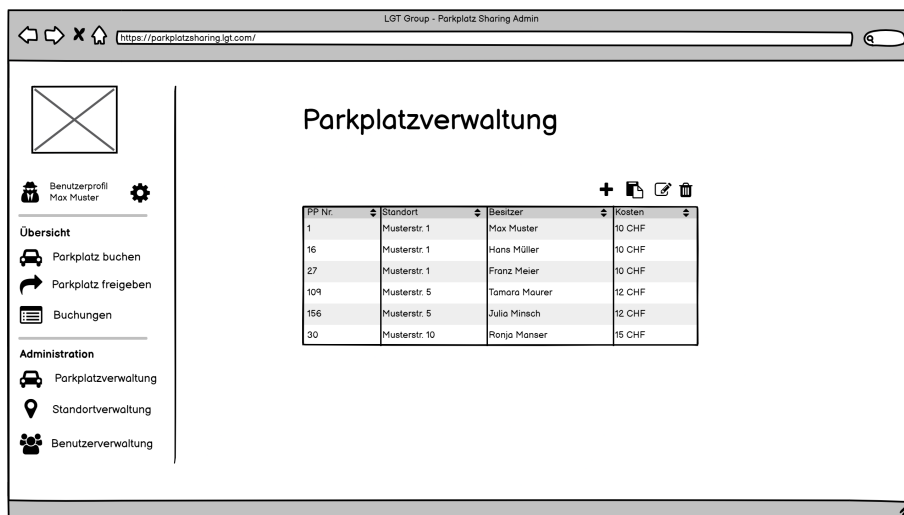 LGT Group - Parkplatz Sharing Admin
https://parkplatzsharing.lgt.com/
Parkplatzverwaltung
Benutzerprofil
Max Muster
Übersicht
Parkplatz buchen
Parkplatz freigeben
Buchungen
Administration
Parkplatzverwaltung
Standortverwaltung
Benutzerverwaltung
PP Nr. Standort Besitzer Kosten
1 Musterstr. 1 Max Muster 10 CHF
16 Musterstr. 1 Hans Müller 10 CHF
27 Musterstr. 1 Franz Meier 10 CHF
109 Musterstr. 5 Tamara Maurer 12 CHF
156 Musterstr. 5 Julia Minsch 12 CHF
30 Musterstr. 10 Ronja Manser 15 CHF